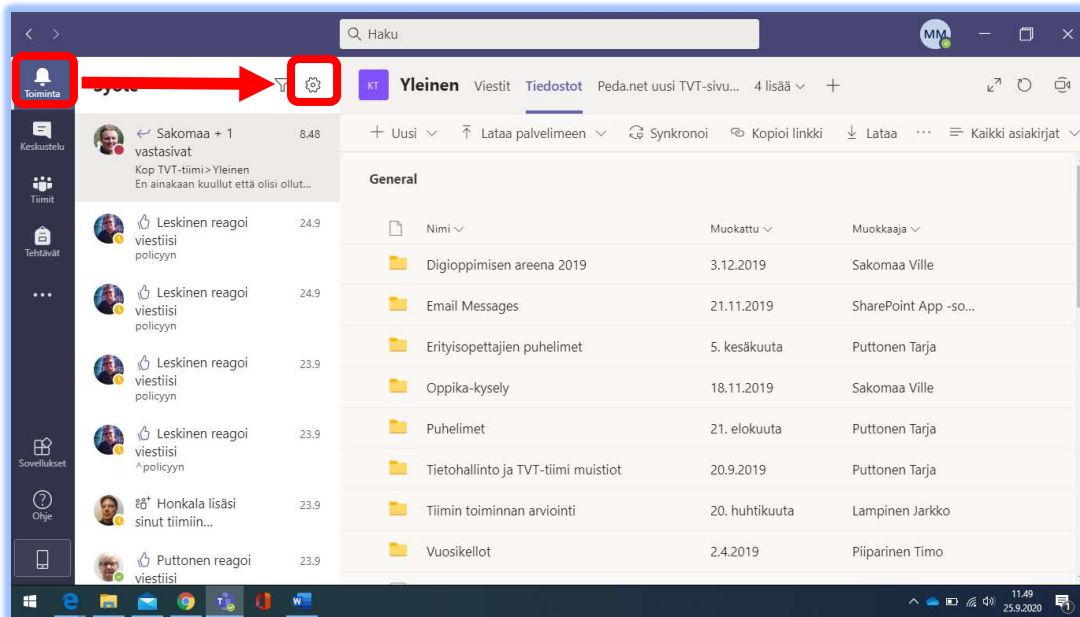 Haku
MM
Toiminta
Keskustelu
Tiimit
Tehtävät
Sovellukset
Ohje
Syöte
Sakomaa + 1 8.48
vastasivat
Kop TVT-tiimi > Yleinen
En ainakaan kuullut että olisi ollut...
Leskinen reagoi 24.9
viestiisi
policyyn
Leskinen reagoi 24.9
viestiisi
policyyn
Leskinen reagoi 23.9
viestiisi
policyyn
Leskinen reagoi 23.9
viestiisi
^policyyn
Honkala lisäsi 23.9
sinut tiimiin...
Puttonen reagoi 23.9
viestiisi
KT Yleinen Viestit Tiedostot Peda.net uusi TVT-sivu... 4 lisää
Uusi Lataa palvelimeen Synkronoi Kopioi linkki Lataa ... Kaikki asiakirjat
General
Nimi Muokattu Muokkaaja
Digioppimisen areena 2019 3.12.2019 Sakomaa Ville
Email Messages 21.11.2019 SharePoint App -so...
Erityisopettajien puhelimet 5. kesäkuuta Puttonen Tarja
Oppika-kysely 18.11.2019 Sakomaa Ville
Puhelimet 21. elokuuta Puttonen Tarja
Tietohallinto ja TVT-tiimi muistiot 20.9.2019 Puttonen Tarja
Tiimin toiminnan arviointi 20. huhtikuuta Lampinen Jarkko
Vuosikellot 2.4.2019 Piiparinen Timo
11.49
25.9.2020